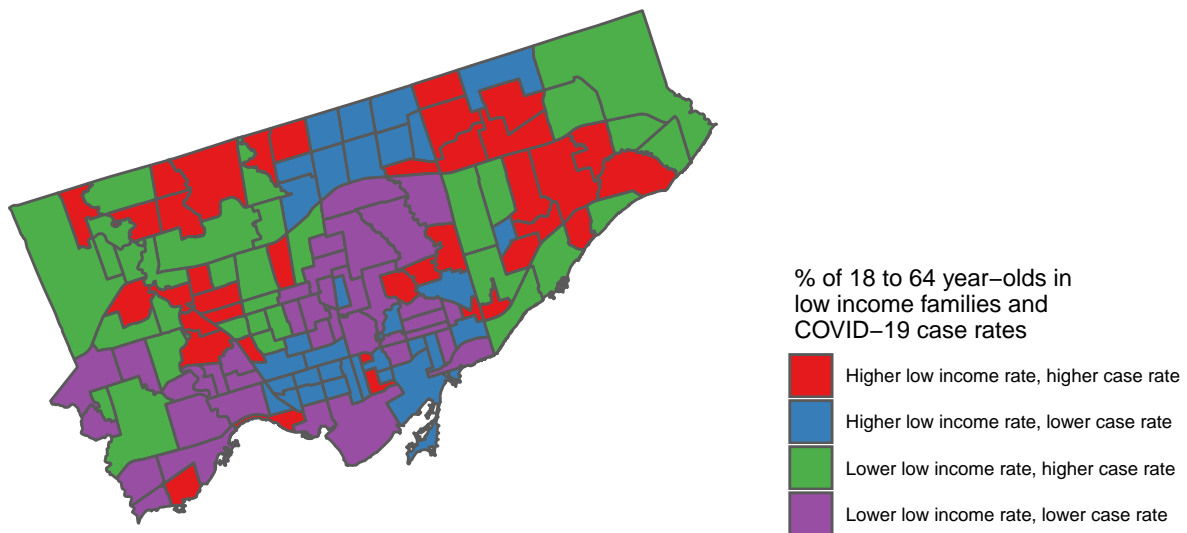 % of 18 to 64 year−olds in
low income families and
COVID−19 case rates
Higher low income rate, higher case rate
Higher low income rate, lower case rate
Lower low income rate, higher case rate
Lower low income rate, lower case rate